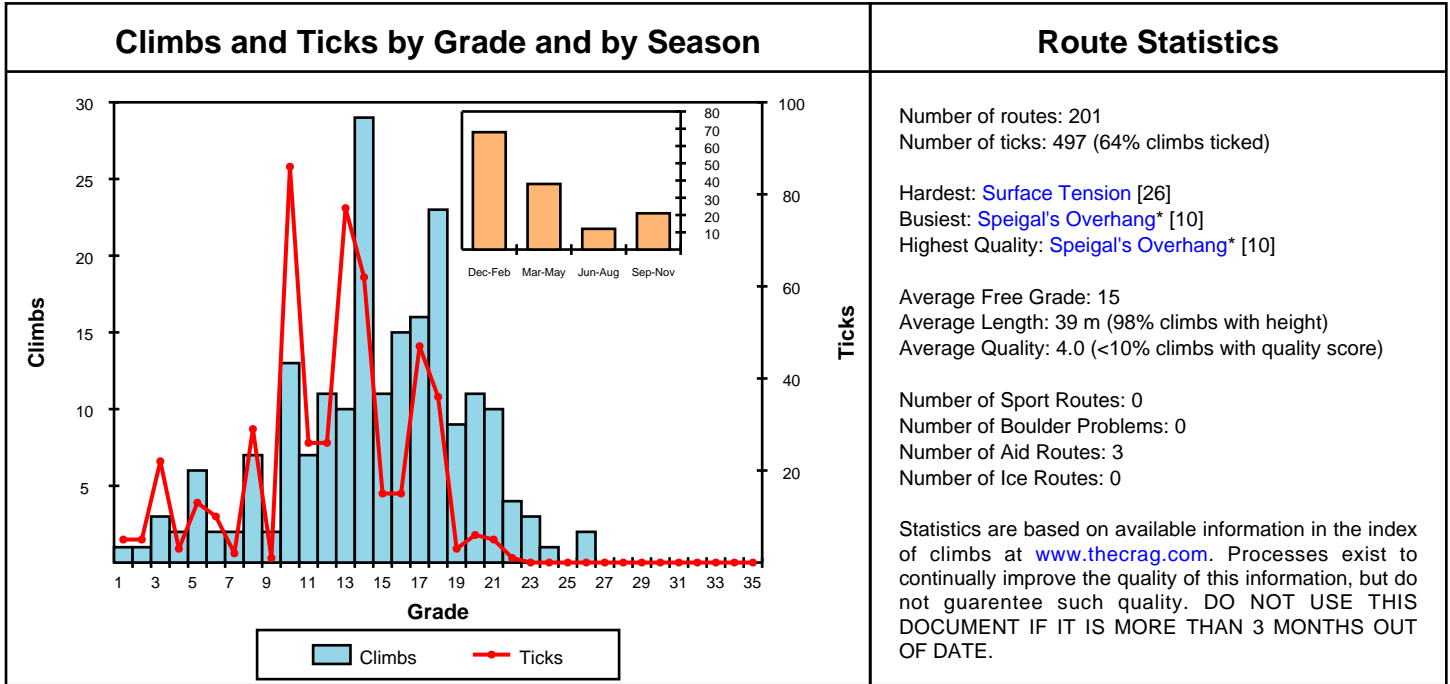 Climbs and Ticks by Grade and by Season
30
25
20
15
10
5
Climbs
100
80
60
40
20
Ticks
80
70
60
50
40
30
20
10
Dec-Feb Mar-May Jun-Aug Sep-Nov
1 3 5 7 9 11 13 15 17 19 21 23 25 27 29 31 33 35
Grade
Climbs Ticks
Route Statistics
Number of routes: 201
Number of ticks: 497 (64% climbs ticked)
Hardest: Surface Tension [26]
Busiest: Speigal's Overhang* [10]
Highest Quality: Speigal's Overhang* [10]
Average Free Grade: 15
Average Length: 39 m (98% climbs with height)
Average Quality: 4.0 (<10% climbs with quality score)
Number of Sport Routes: 0
Number of Boulder Problems: 0
Number of Aid Routes: 3
Number of Ice Routes: 0
Statistics are based on available information in the index
of climbs at www.thecrag.com. Processes exist to
continually improve the quality of this information, but do
not guarentee such quality. DO NOT USE THIS
DOCUMENT IF IT IS MORE THAN 3 MONTHS OUT
OF DATE.